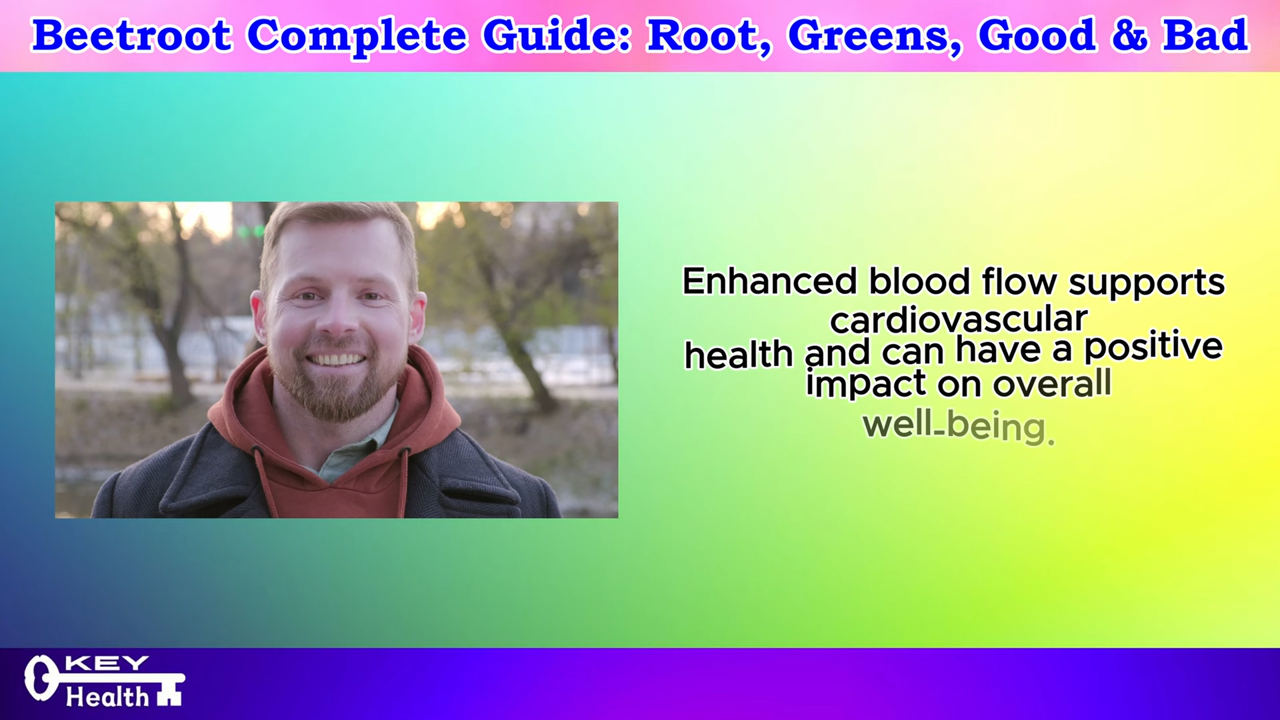 Beetroot Complete Guide: Root, Greens, Good & Bad
Enhanced blood flow supports
cardiovascular
health and can have a positive
impact on overall
well-being.
KEY
Health